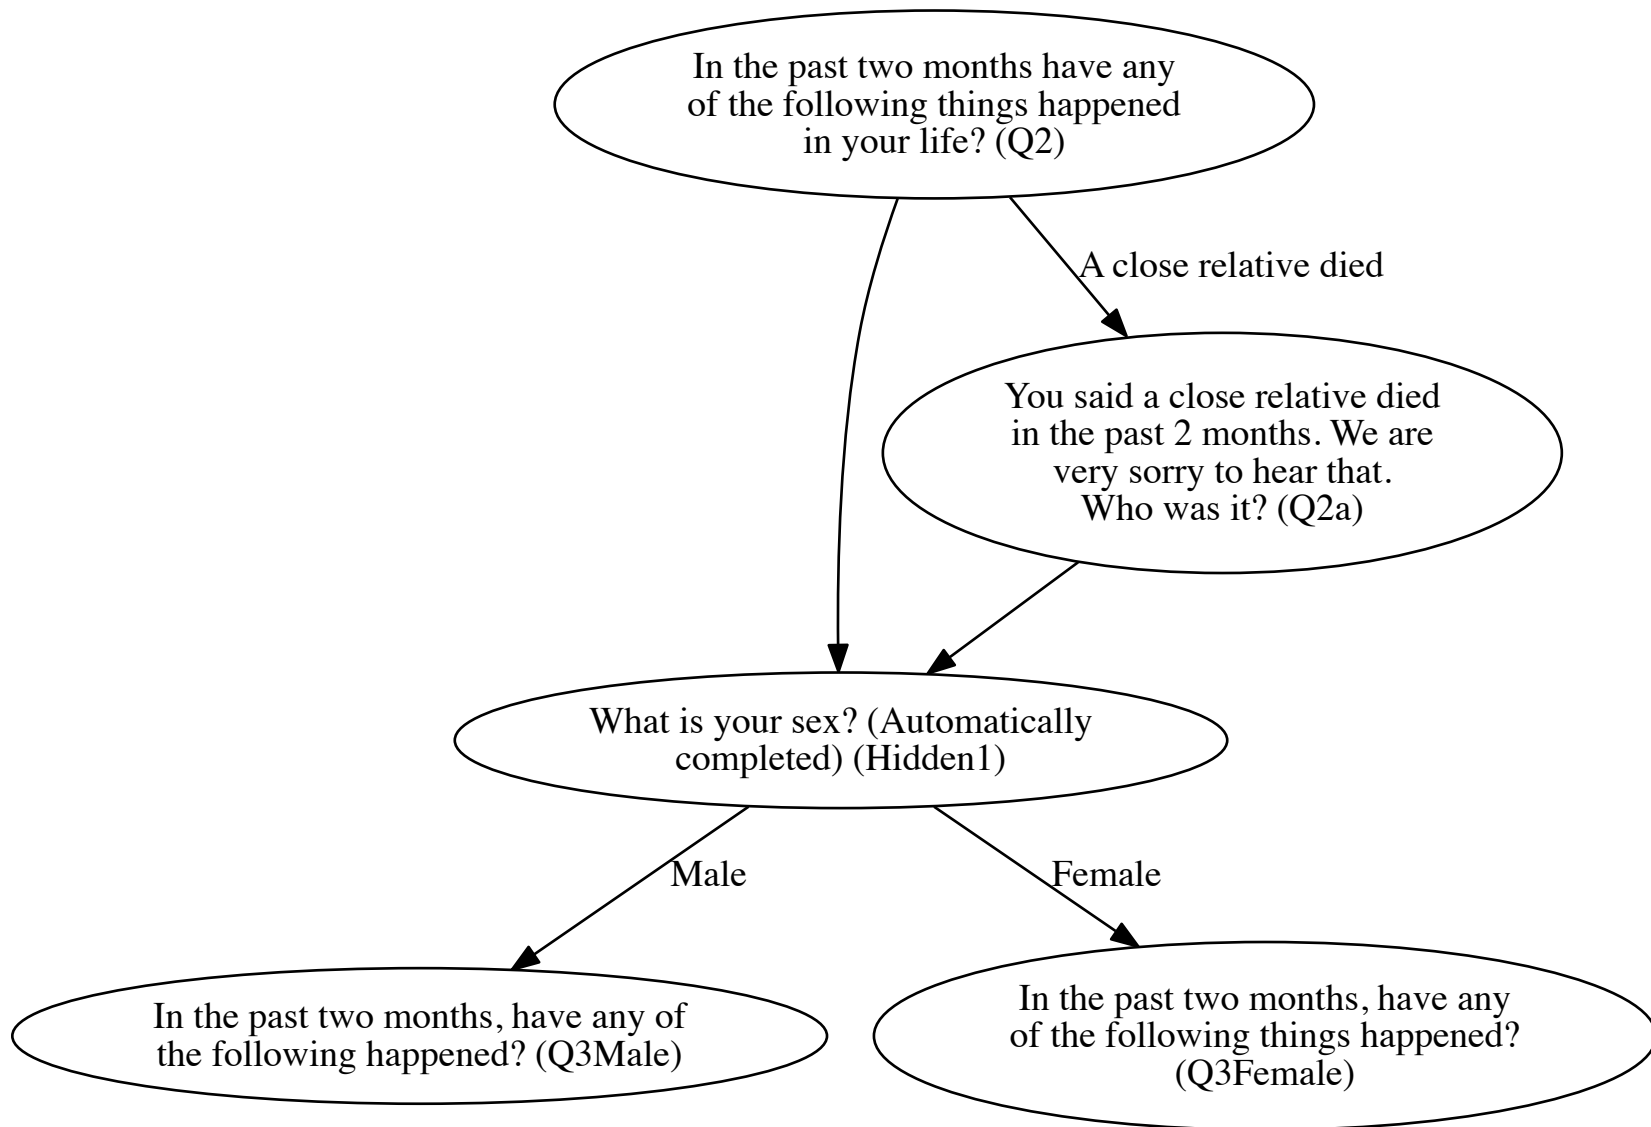 In the past two months have any
of the following things happened
in your life? (Q2)
A close relative died
You said a close relative died
in the past 2 months. We are
very sorry to hear that.
Who was it? (Q2a)
What is your sex? (Automatically
completed) (Hidden1)
Male
Female
In the past two months, have any of
the following happened? (Q3Male)
In the past two months, have any
of the following things happened?
(Q3Female)